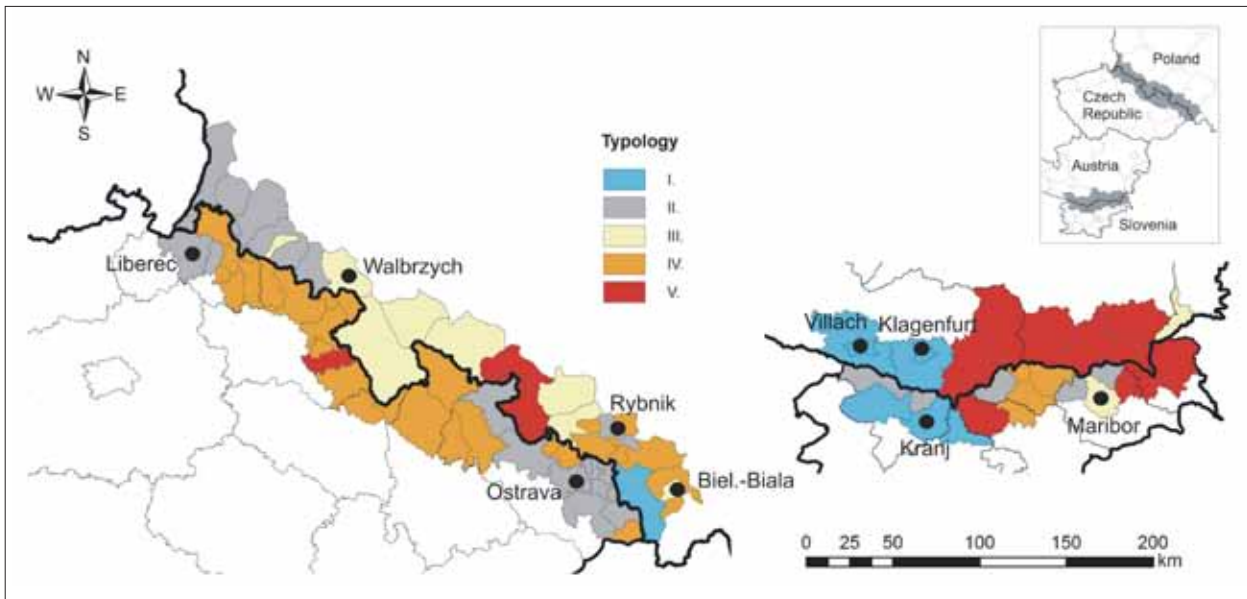 N
W E
S
Typology
I.
II.
III.
IV.
V.
Liberec
Walbrzych
Rybnik
Ostrava
Biel.-Biala
Poland
Czech
Republic
Austria
Slovenia
Villach
Klagenfurt
Kranj
Maribor
0 25 50 100 150 200
km